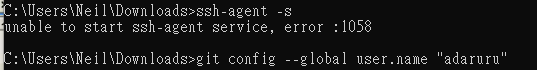 C:\Users\Neil\Downloads>ssh-agent -s
unable to start ssh-agent service, error :1058
C:\Users\Neil\Downloads>git config --global user.name "adaruru"